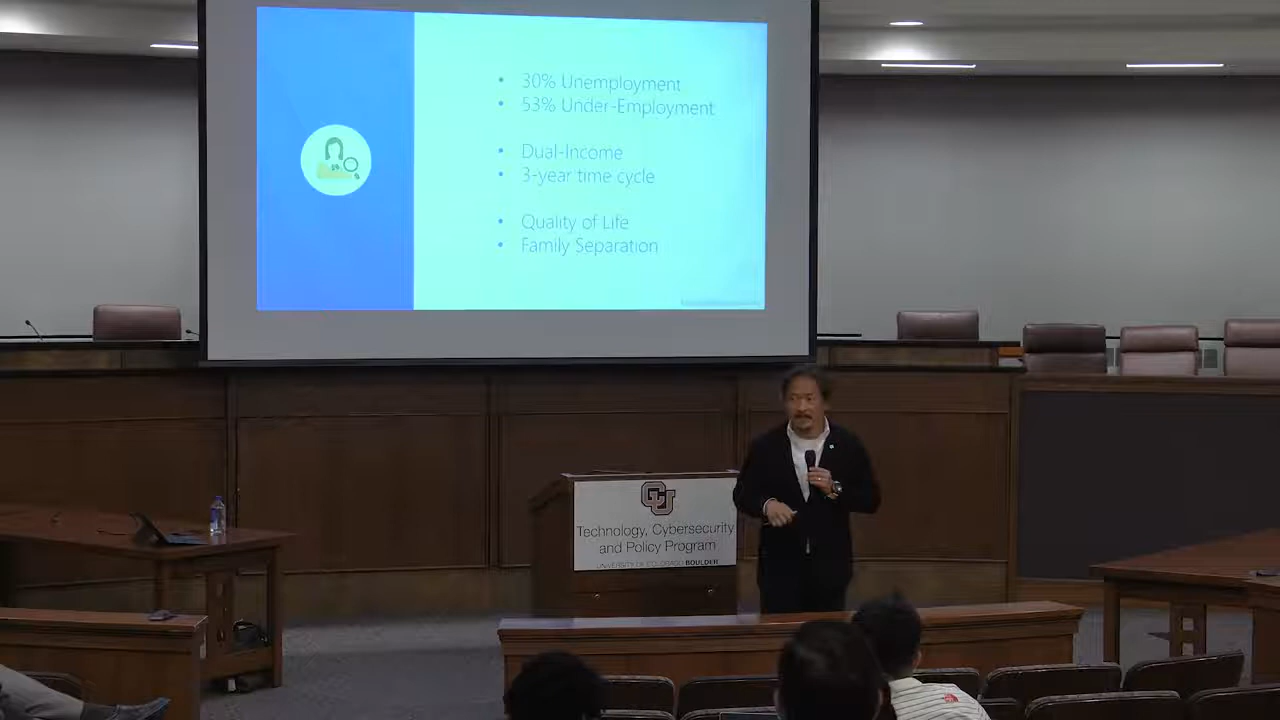 • 30% Unemployment
• 53% Under-Employment
• Dual-Income
• 3-year time cycle
• Quality of Life
• Family Separation
CU
Technology, Cybersecurity
and Policy Program
UNIVERSITY OF COLORADO BOULDER